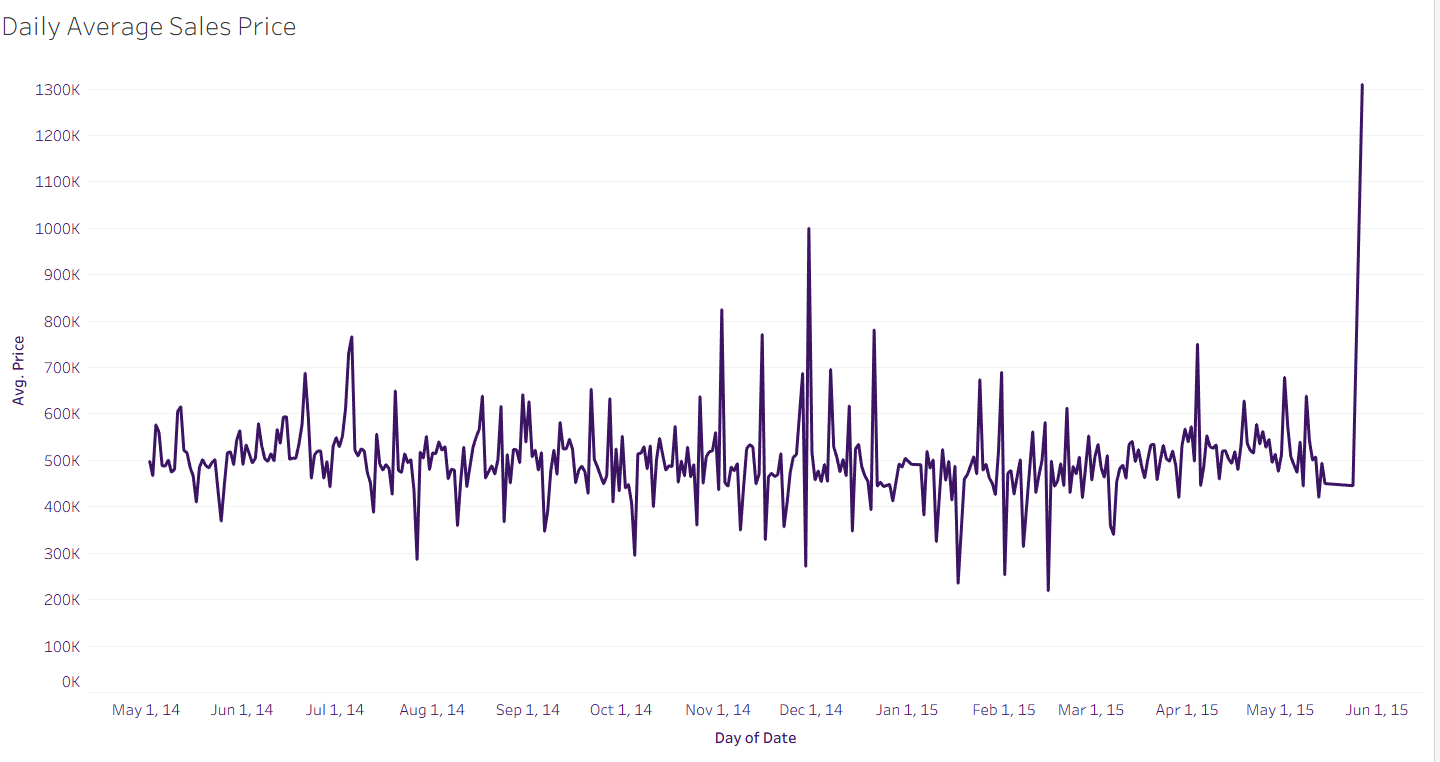 Daily Average Sales Price
1300K
1200K
1100K
1000K
900K
800K
700K
600K
500K
400K
300K
200K
100K
0K
Avg. Price
May 1, 14 Jun 1, 14 Jul 1, 14 Aug 1, 14 Sep 1, 14 Oct 1, 14 Nov 1, 14 Dec 1, 14 Jan 1, 15 Feb 1, 15 Mar 1, 15 Apr 1, 15 May 1, 15 Jun 1, 15
Day of Date